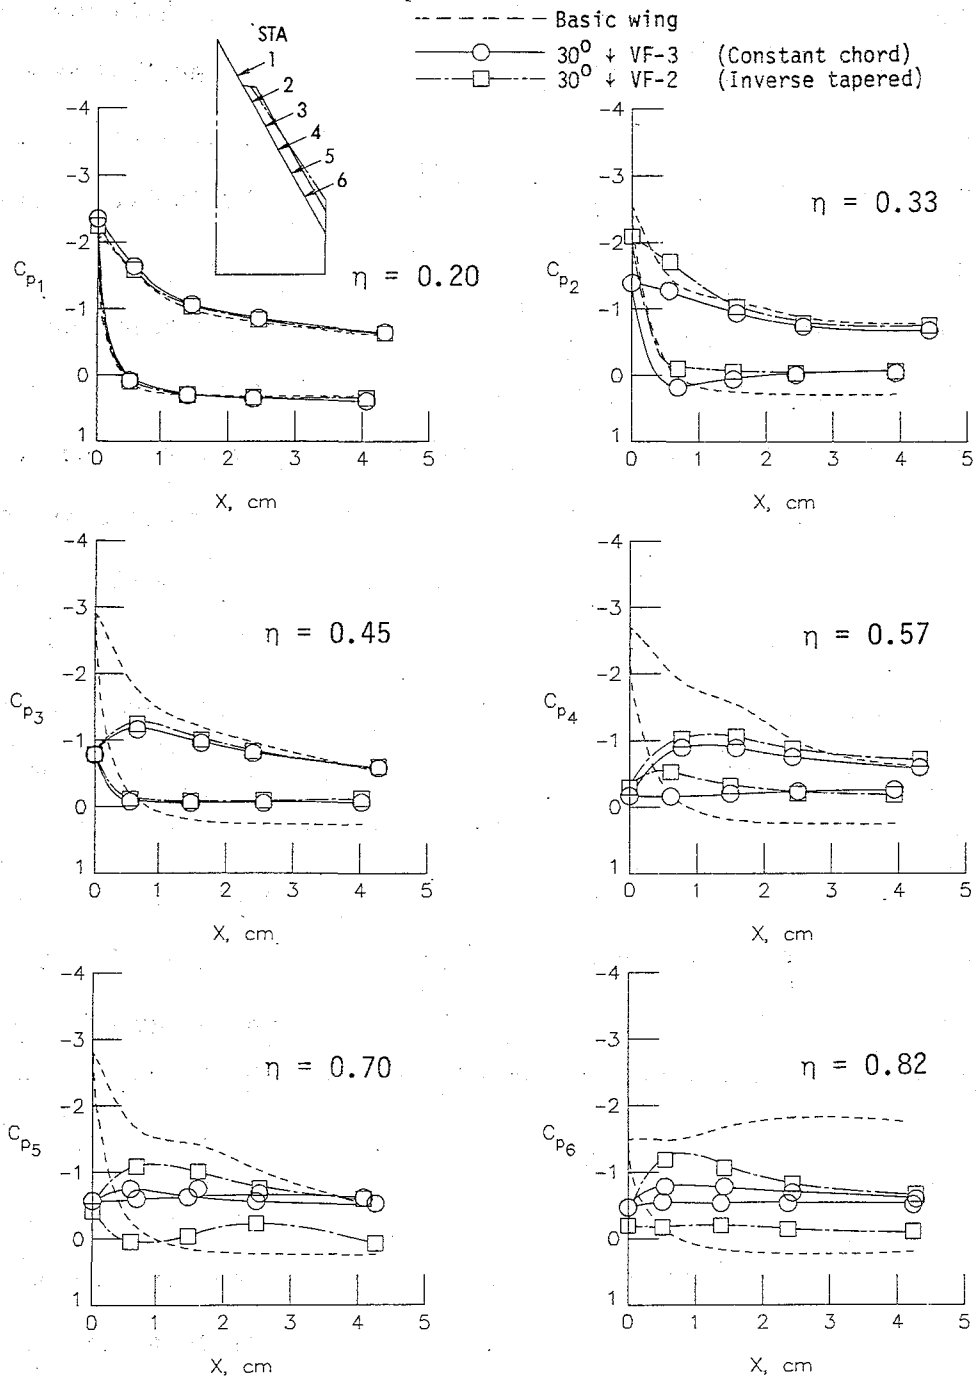 STA
1
2
3
4
5
6
Basic wing
30° ↓ VF-3 (Constant chord)
30° ↓ VF-2 (Inverse tapered)
-4
-3
-2
-1
0
1
Cp1
η = 0.20
0 1 2 3 4 5
X, cm
-4
-3
-2
-1
0
1
Cp2
η = 0.33
0 1 2 3 4 5
X, cm
-4
-3
-2
-1
0
1
Cp3
η = 0.45
0 1 2 3 4 5
X, cm
-4
-3
-2
-1
0
1
Cp4
η = 0.57
0 1 2 3 4 5
X, cm
-4
-3
-2
-1
0
1
Cp5
η = 0.70
0 1 2 3 4 5
X, cm
-4
-3
-2
-1
0
1
Cp6
η = 0.82
0 1 2 3 4 5
X, cm